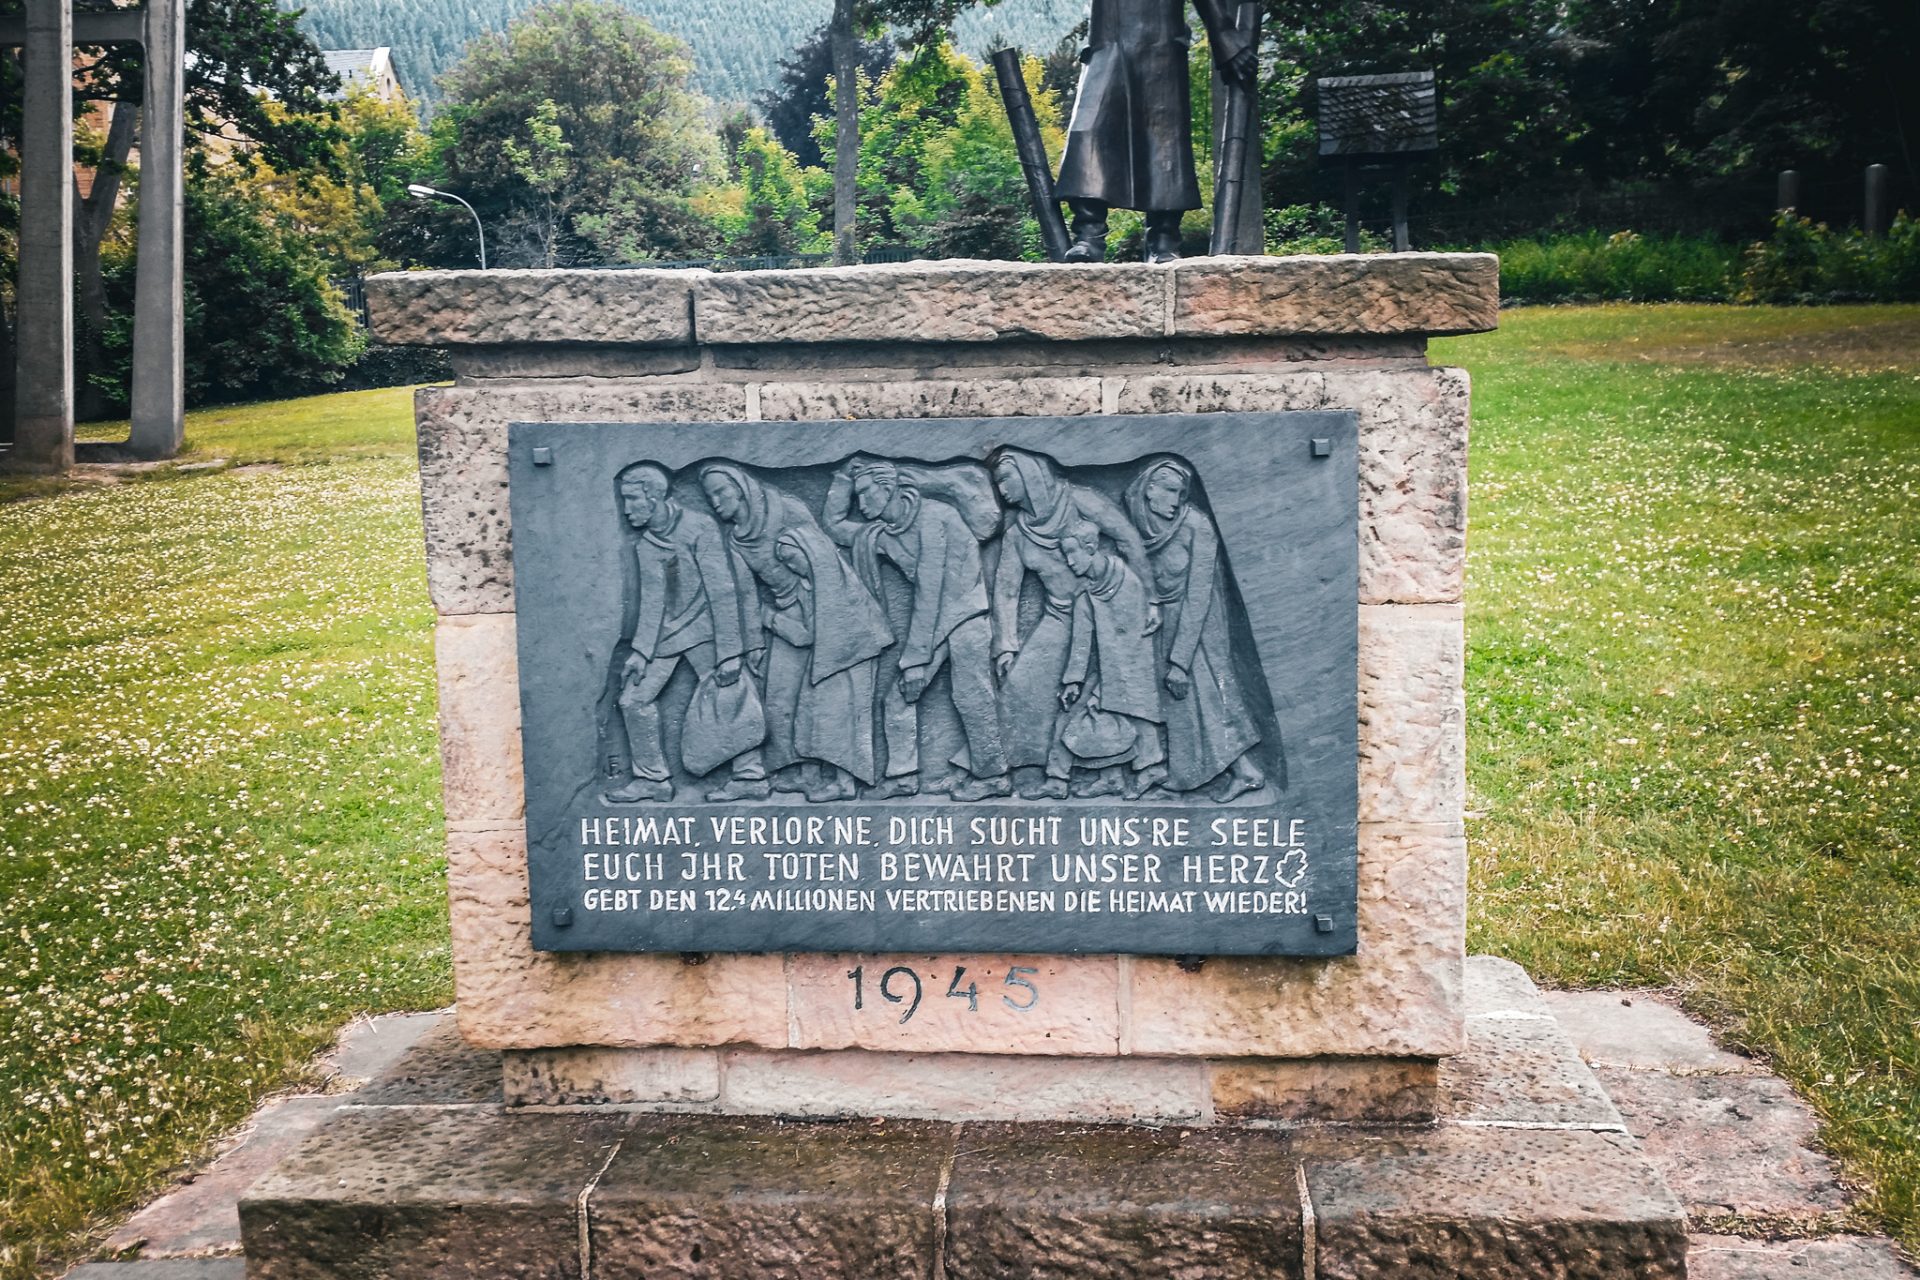 HEIMAT, VERLOR'NE, DICH SUCHT UNS'RE SEELE
EUCH JHR TOTEN BEWAHRT UNSER HERZ
GEBT DEN 12,4 MILLIONEN VERTRIEBENEN DIE HEIMAT WIEDER!
1945